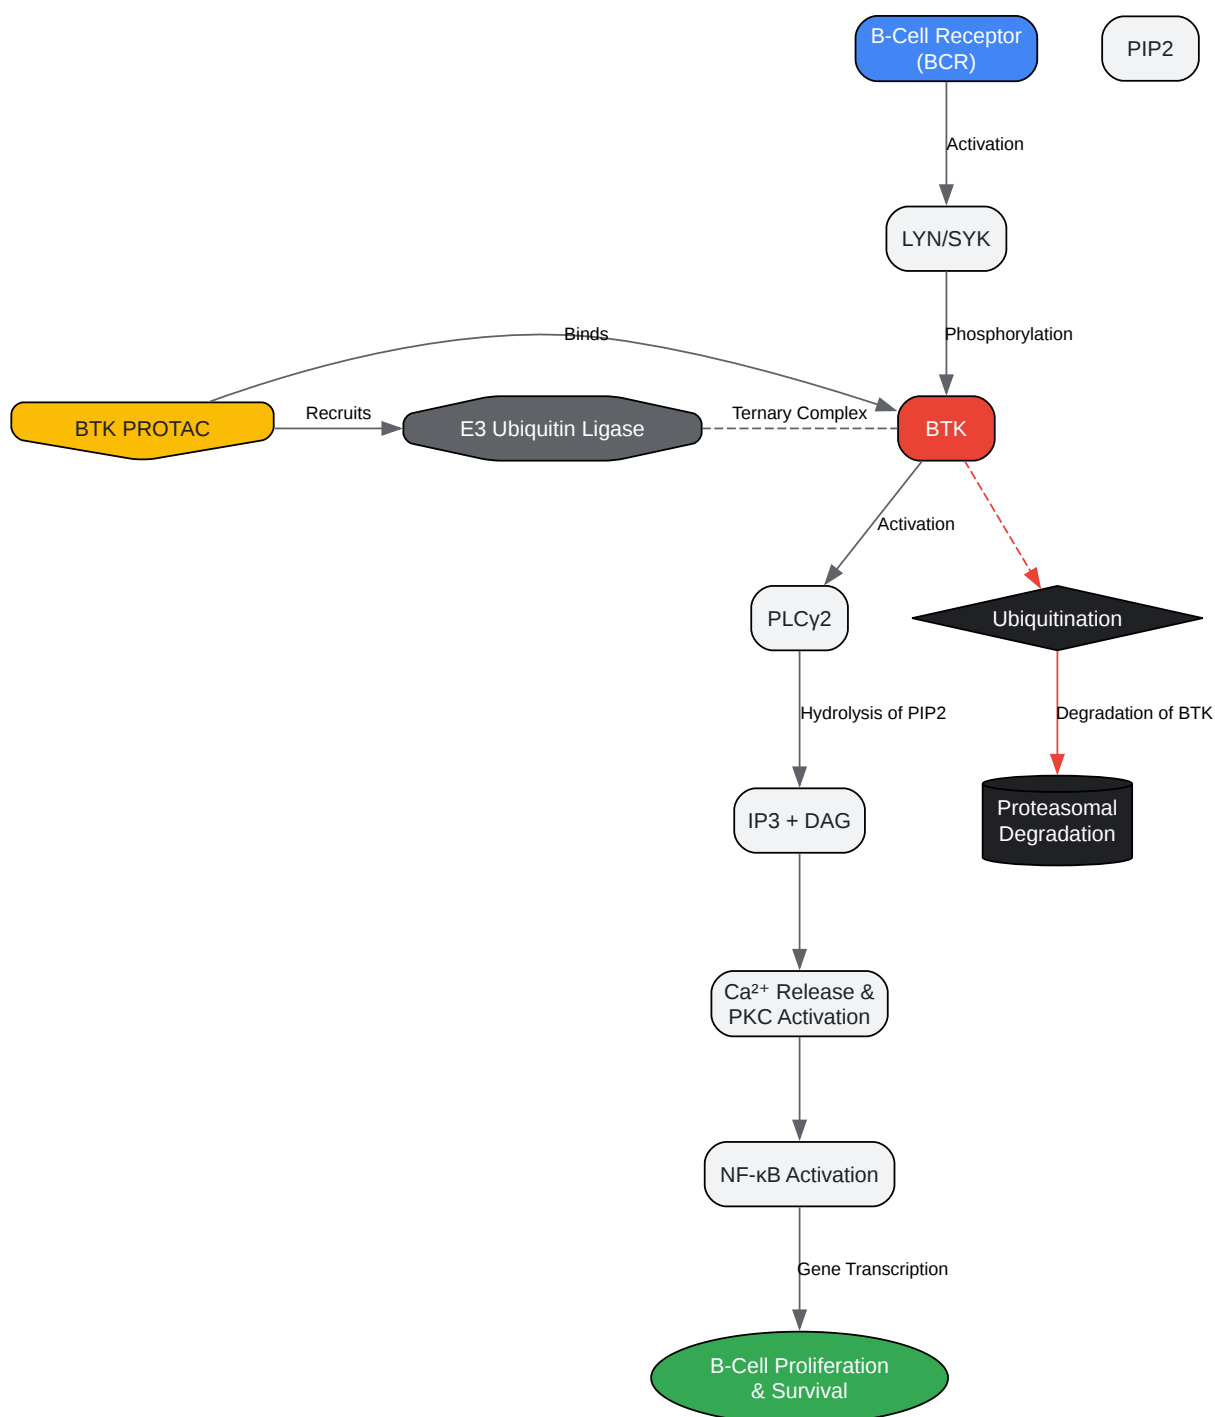 B-Cell Receptor
(BCR)
PIP2
Activation
LYN/SYK
Phosphorylation
Binds
BTK PROTAC
Recruits
E3 Ubiquitin Ligase
Ternary Complex
BTK
Activation
PLCγ2
Ubiquitination
Hydrolysis of PIP2
Degradation of BTK
IP3 + DAG
Proteasomal
Degradation
Ca²⁺ Release &
PKC Activation
NF-κB Activation
Gene Transcription
B-Cell Proliferation
& Survival